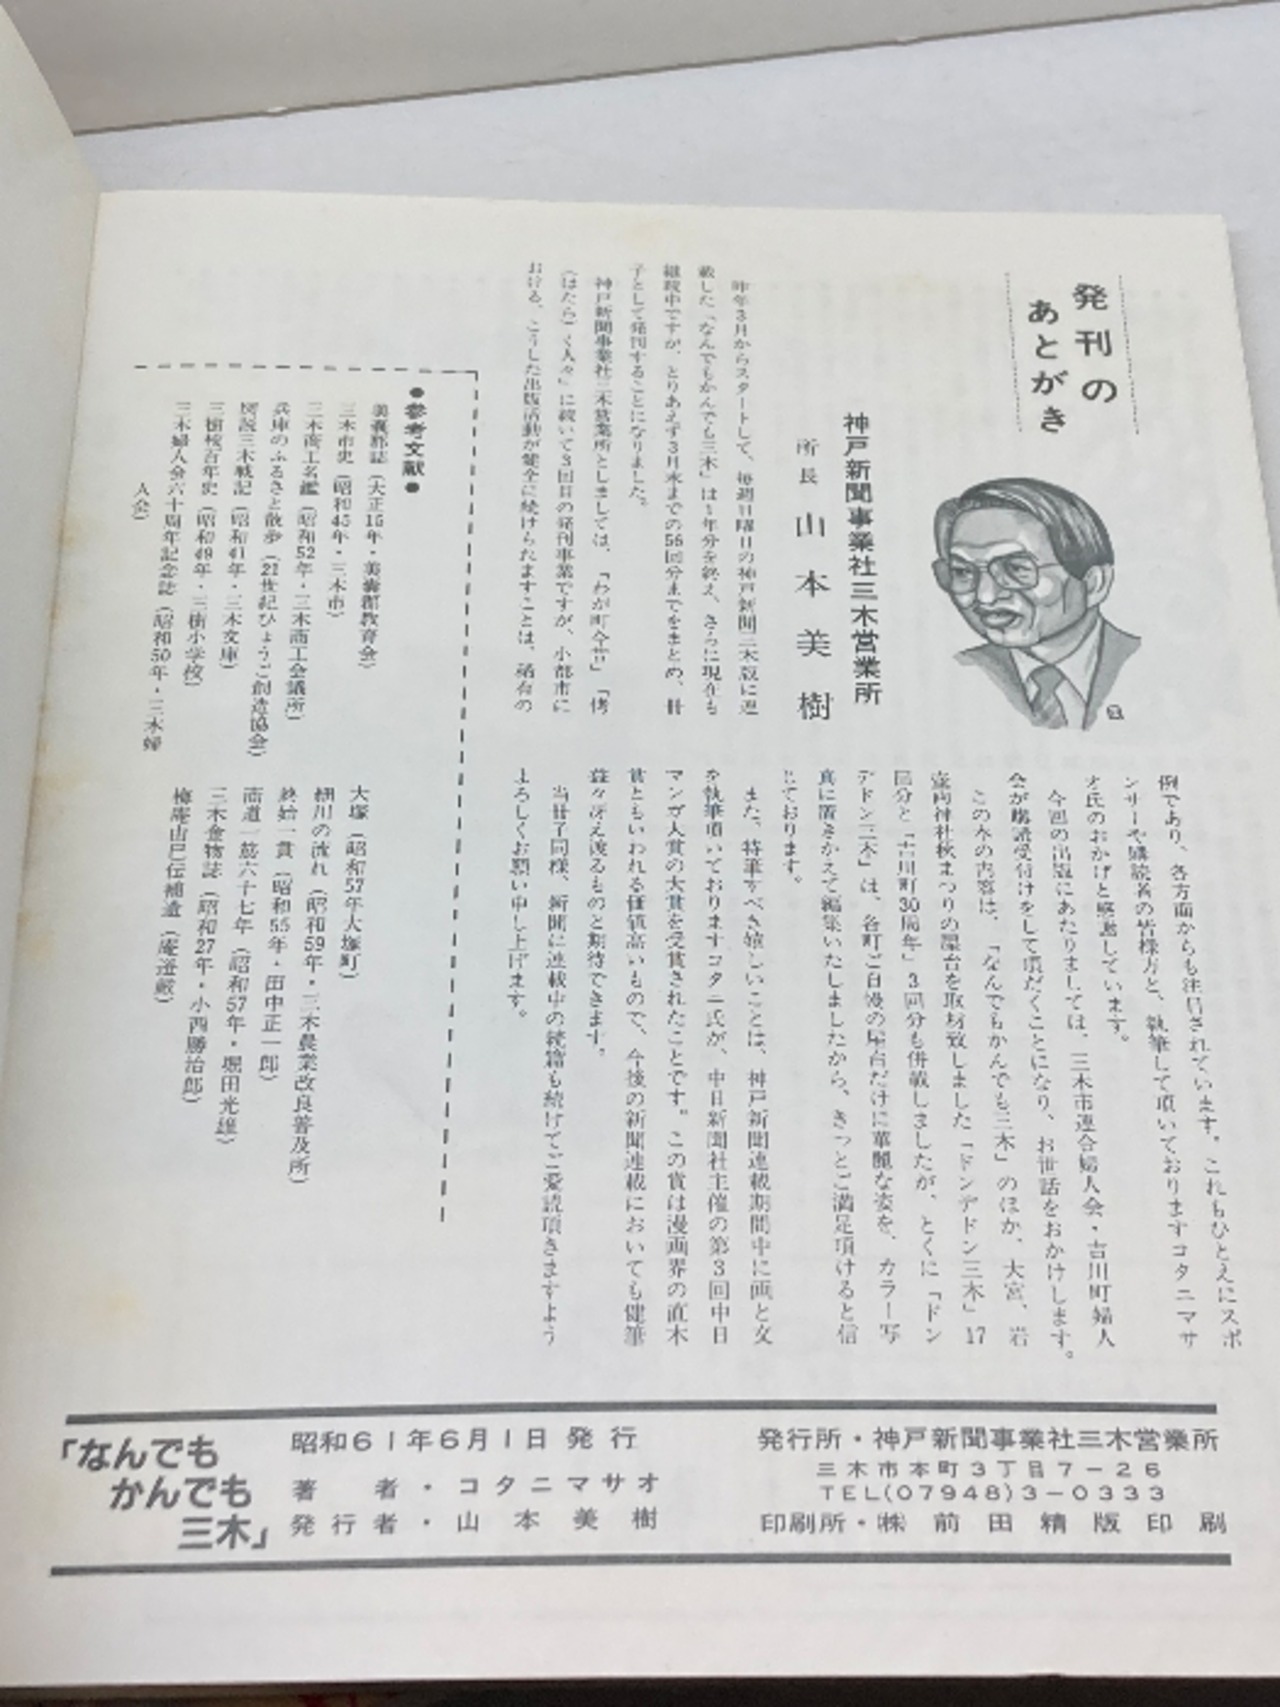 発刊の
あとがき
神戸新聞事業社三木営業所
所長 山本美樹
昨年3月からスタートして、毎週日曜日の神戸新聞三木版に連
載した「なんでもかんでも三木」は1年分を終え、さらに現在も
継続中ですが、とりあえず3月末までの56回分までをまとめ、冊
子として発刊することになりました。
神戸新聞事業社三木営業所としましては、「わが町今昔」「傍
(はたら)く人々」に続いて3回目の発刊事業ですが、小都市に
おける、こうした出版活動が健全に続けられますことは、稀有の
例であり、各方面からも注目されています。これもひとえにスポ
ンサーや購読者の皆様方と、執筆して頂いておりますコタニマサ
オ氏のおかげと感謝しています。
今回の出版にあたりましては、三木市連合婦人会・吉川町婦人
会が購読受付けをして頂だくことになり、お世話をおかけします。
この本の内容は、「なんでもかんでも三木」のほか、大宮、岩
壺両神社秋まつりの屋台を取材致しました「ドンデドン三木」17
回分と「吉川町30周年」3回分も併載しましたが、とくに「ドン
デドン三木」は、各町ご自慢の屋台だけに華麗な姿を、カラー写
真に置きかえて編集いたしましたから、きっとご満足頂けると信
じております。
また、特筆すべき嬉しいことは、神戸新聞連載期間中に画と文
を執筆頂いておりますコタニ氏が、中日新聞社主催の第3回中日
マンガ大賞の大賞を受賞されたことです。この賞は漫画界の直木
賞ともいわれる価値高いもので、今後の新聞連載においても健筆
益々冴え渡るものと期待できます。
当冊子同様、新聞に連載中の続篇も続けてご愛読頂きますよう
よろしくお願い申し上げます。
●参考文献●
美嚢郡誌(大正15年・美嚢郡教育会)
三木市史(昭和45年・三木市)
三木商工名鑑(昭和52年・三木商工会議所)
兵庫のふるさと散歩(21世紀ひょうご創造協会)
図説三木戦記(昭和41年・三木文庫)
三樹校百年史(昭和49年・三樹小学校)
三木婦人会六十周年記念誌(昭和50年・三木婦
人会)
大塚(昭和57年大塚町)
細川の流れ(昭和59年・三木農業改良普及所)
終始一貫(昭和55年・田中正一郎)
商道一筋六十七年(昭和57年・堀田光雄)
三木金物誌(昭和27年・小西勝治郎)
梅庵由己伝補遺(庵逧巌)
「なんでも
かんでも
三木」
昭和61年6月1日 発行
著者・コタニマサオ
発行者・山本美樹
発行所・神戸新聞事業社三木営業所
三木市本町3丁目7-26
TEL(07948)3-0333
印刷所・㈱前田精版印刷